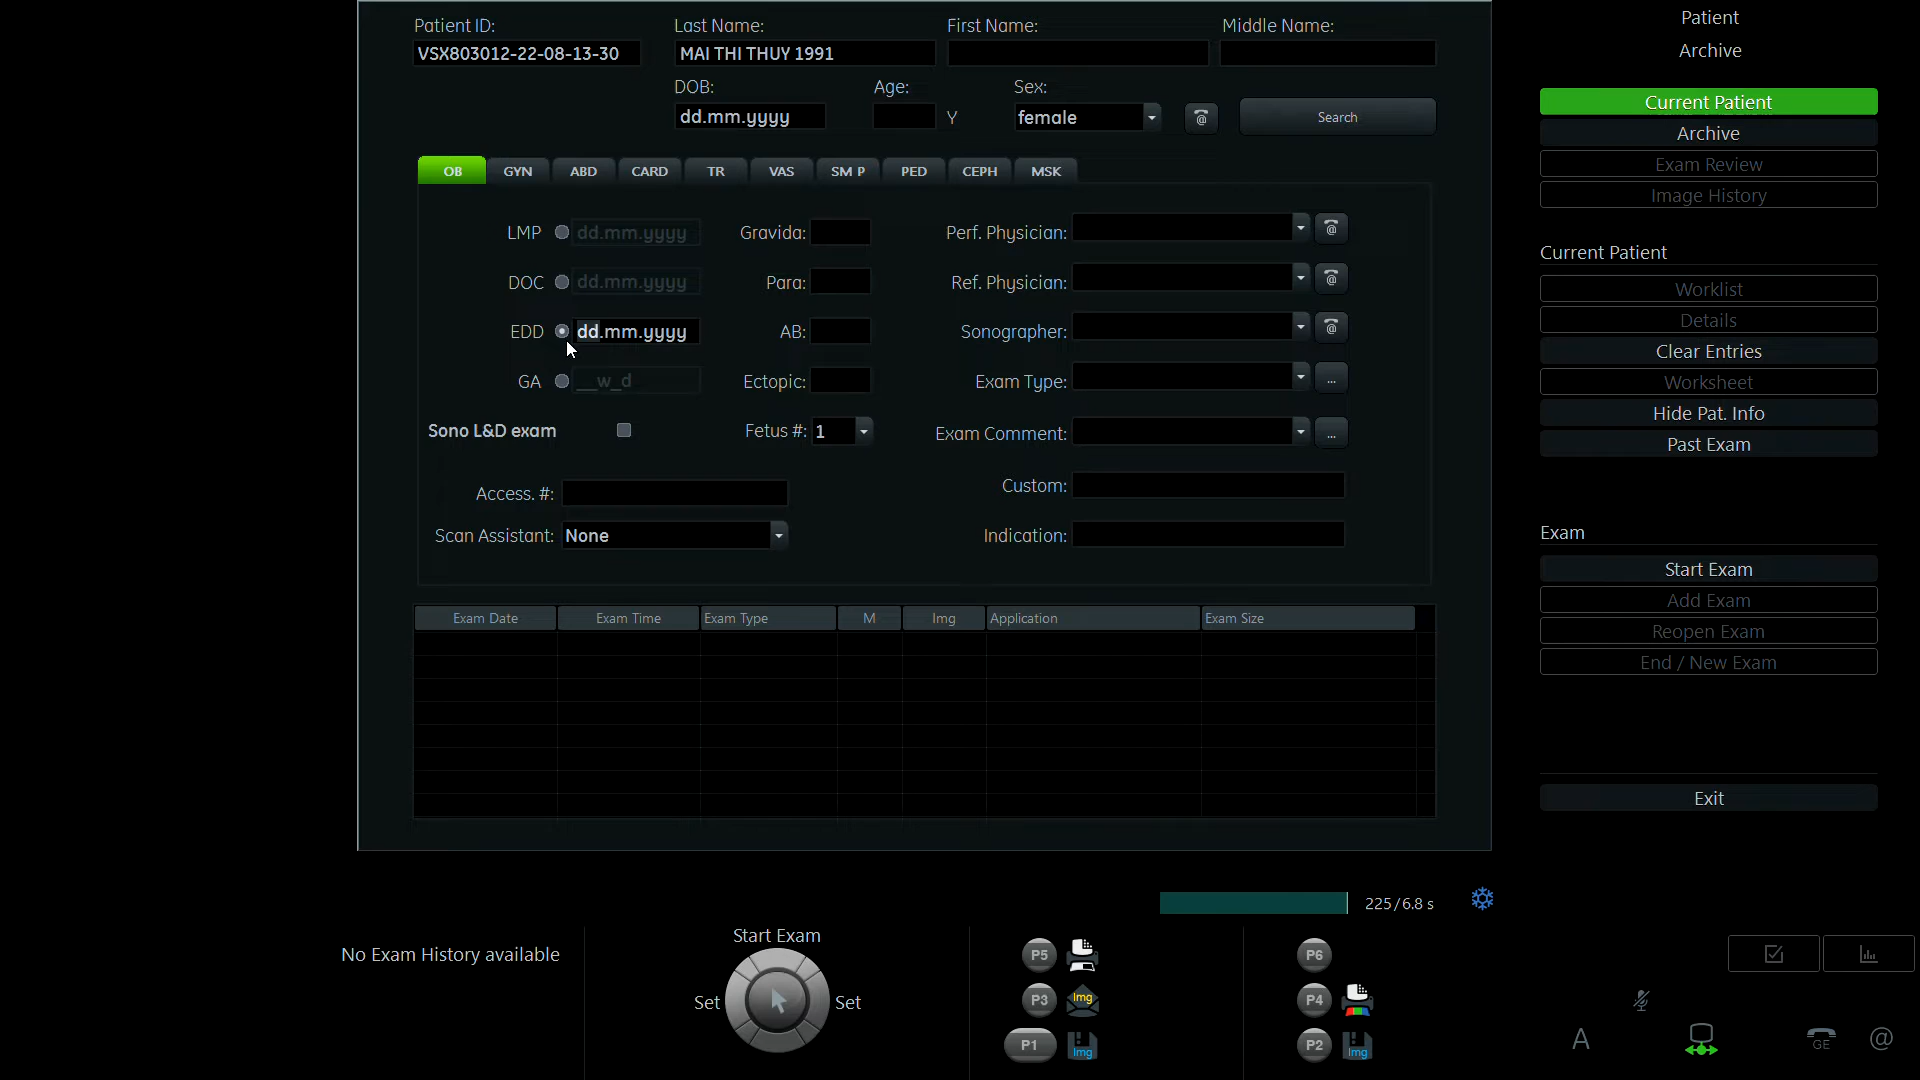 Patient ID: Last Name: First Name: Middle Name:
VSX803012-22-08-13-30 MAI THI THUY 1991
DOB: Age: Sex:
dd.mm.yyyy Y female @ Search
OB GYN ABD CARD TR VAS SM P PED CEPH MSK
LMP dd.mm.yyyy Gravida: Perf. Physician: @
DOC dd.mm.yyyy Para: Ref. Physician: @
EDD dd.mm.yyyy AB: Sonographer: @
GA __w_d Ectopic: Exam Type: ...
Sono L&D exam Fetus #: 1 Exam Comment: ...
Custom:
Access. #:
Scan Assistant: None Indication:
Exam Date Exam Time Exam Type M Img Application Exam Size
225/6.8 s
No Exam History available
Start Exam
Set Set
P5 P6
P3 Img P4
P1 Img P2 Img
Patient
Archive
Current Patient
Archive
Exam Review
Image History
Current Patient
Worklist
Details
Clear Entries
Worksheet
Hide Pat. Info
Past Exam
Exam
Start Exam
Add Exam
Reopen Exam
End / New Exam
Exit
A GE @